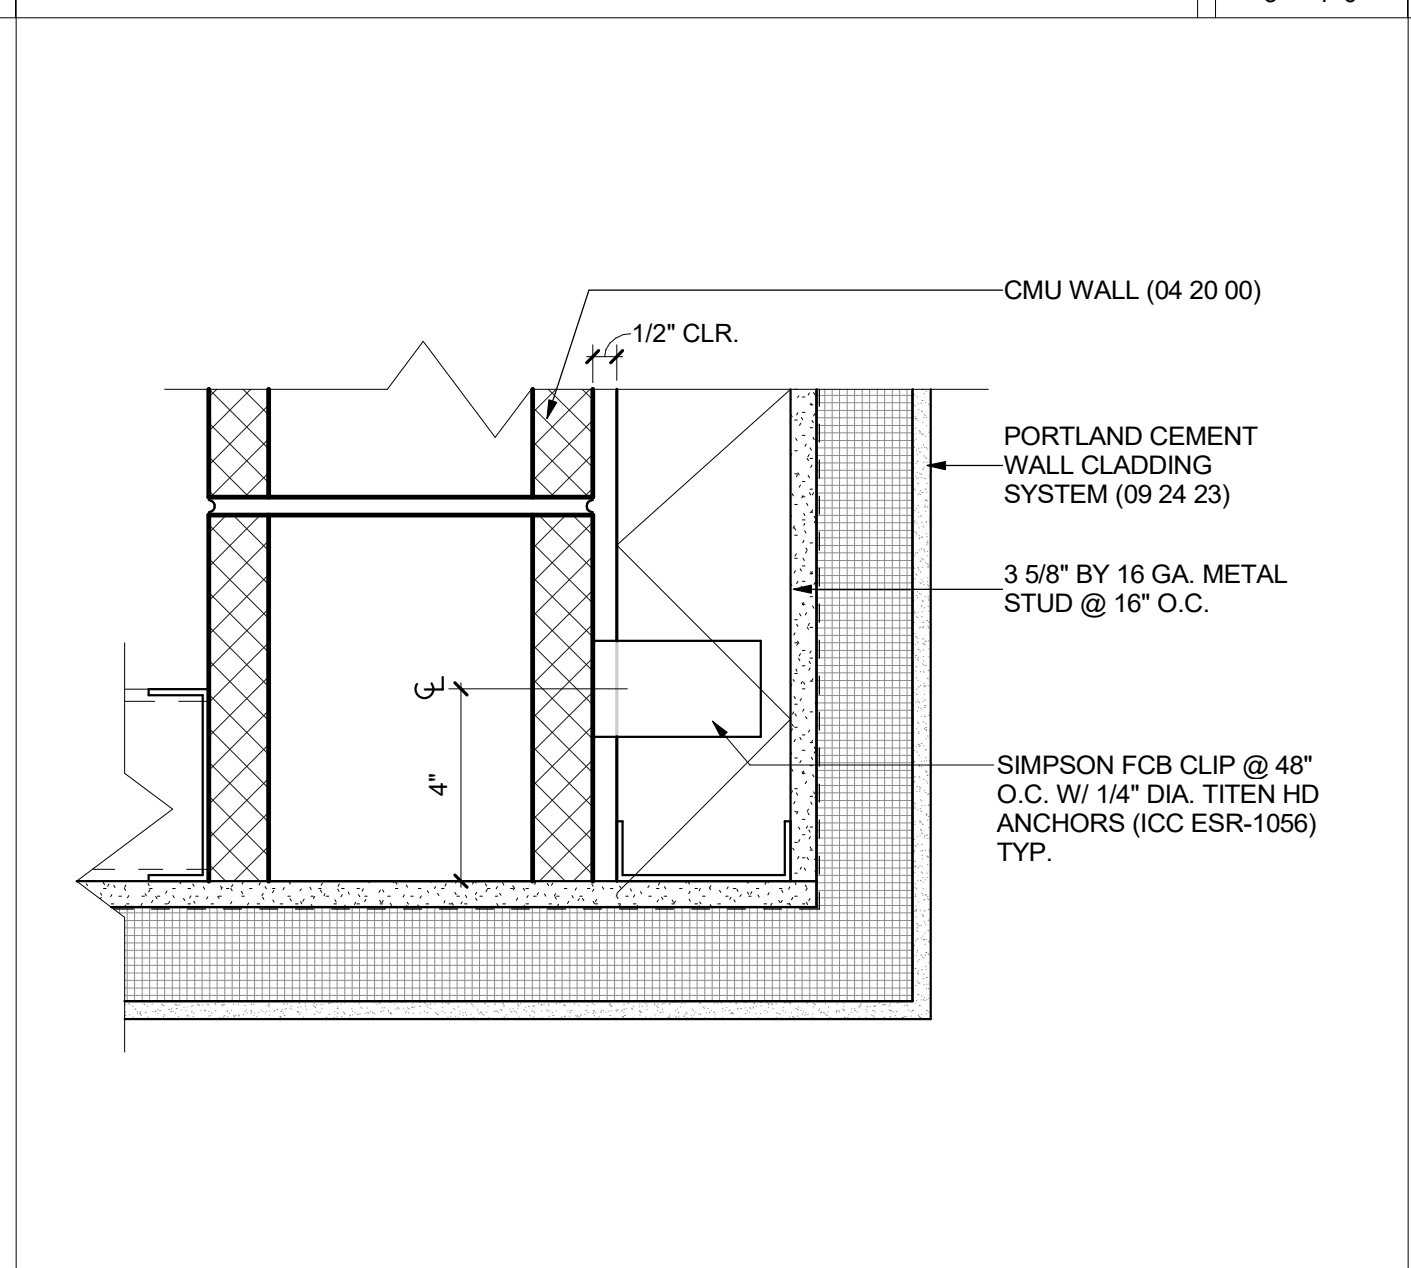 CMU WALL (04 20 00)
1/2" CLR.
PORTLAND CEMENT
WALL CLADDING
SYSTEM (09 24 23)
3 5/8" BY 16 GA. METAL
STUD @ 16" O.C.
CL
4"
SIMPSON FCB CLIP @ 48"
O.C. W/ 1/4" DIA. TITEN HD
ANCHORS (ICC ESR-1056)
TYP.